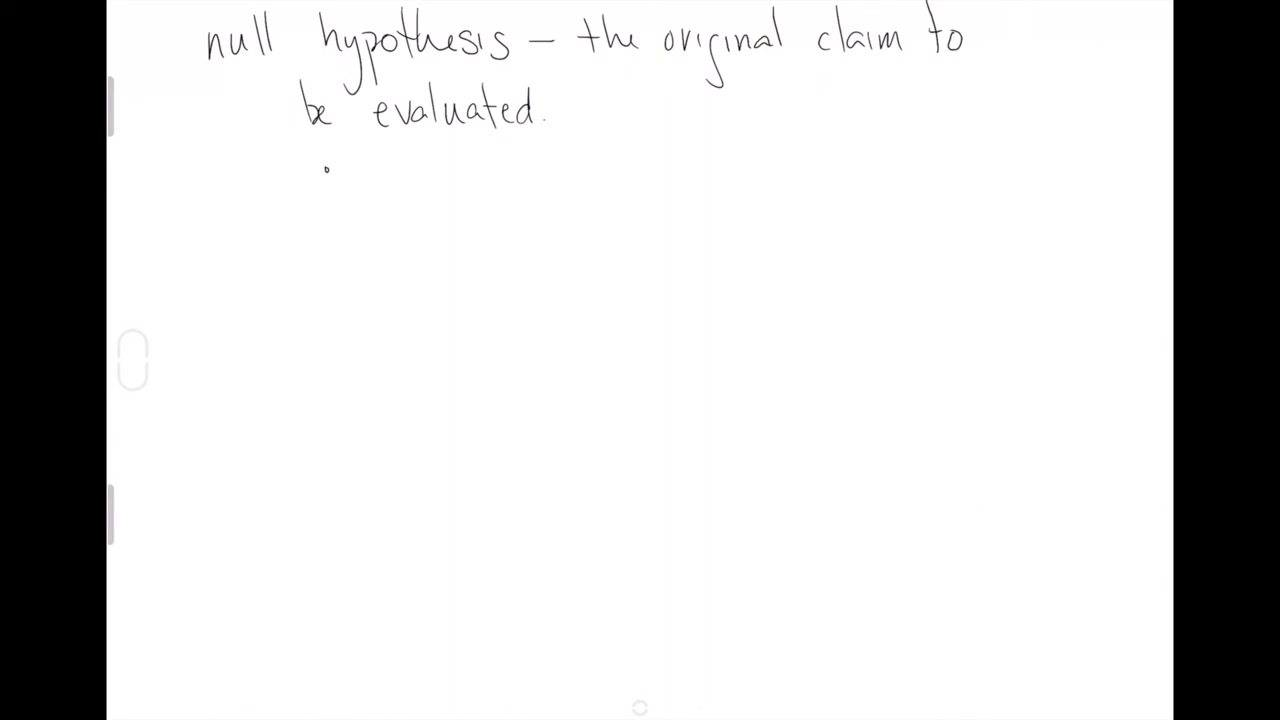 null hypothesis – the original claim to
be evaluated.